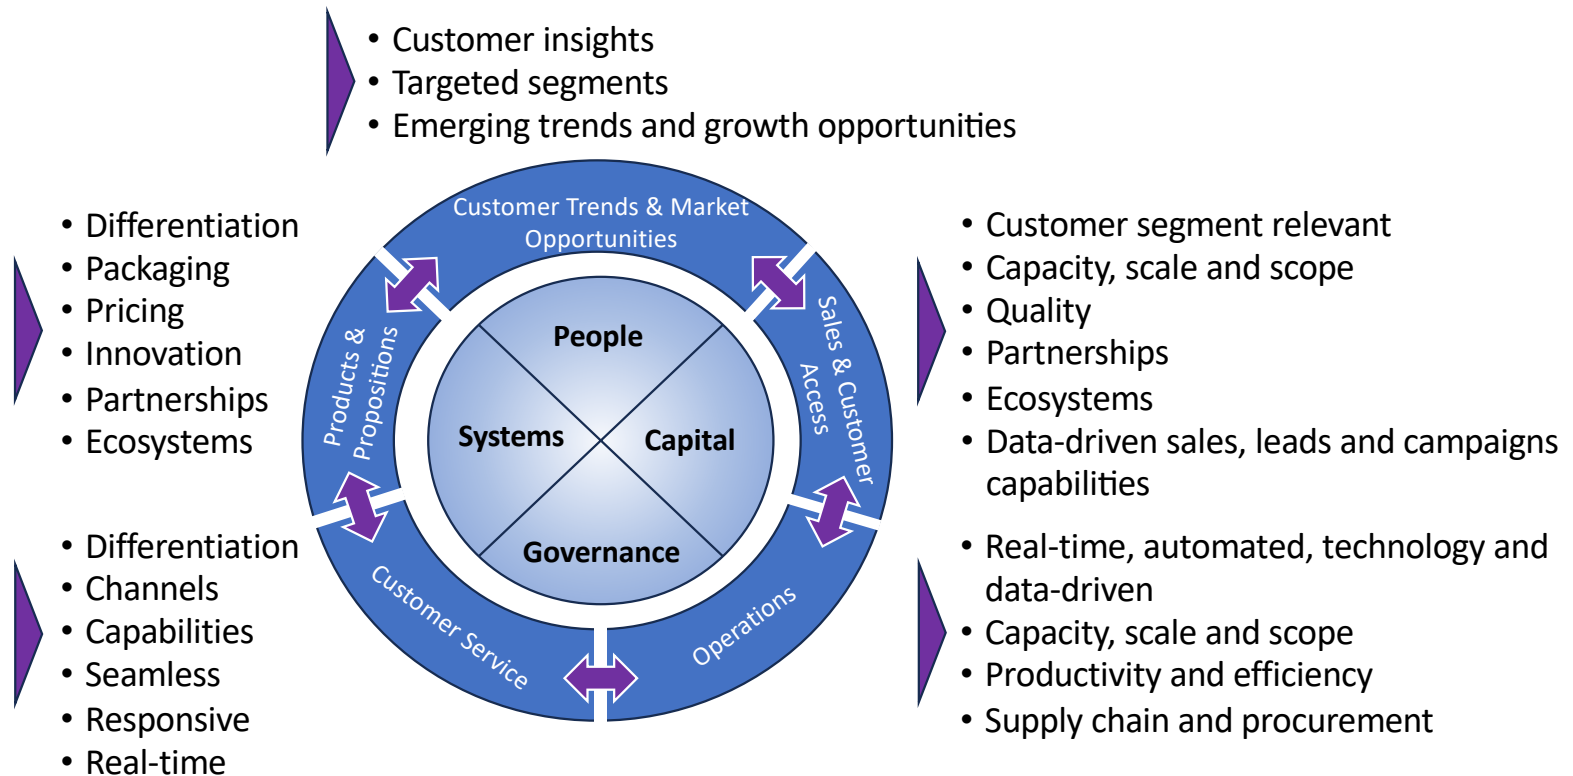 • Customer insights
• Targeted segments
• Emerging trends and growth opportunities
• Differentiation
• Packaging
• Pricing
• Innovation
• Partnerships
• Ecosystems
Customer Trends & Market
Opportunities
Products &
Propositions
Sales & Customer
Access
People
Systems
Capital
Governance
Customer Service
Operations
• Customer segment relevant
• Capacity, scale and scope
• Quality
• Partnerships
• Ecosystems
• Data-driven sales, leads and campaigns
capabilities
• Differentiation
• Channels
• Capabilities
• Seamless
• Responsive
• Real-time
• Real-time, automated, technology and
data-driven
• Capacity, scale and scope
• Productivity and efficiency
• Supply chain and procurement